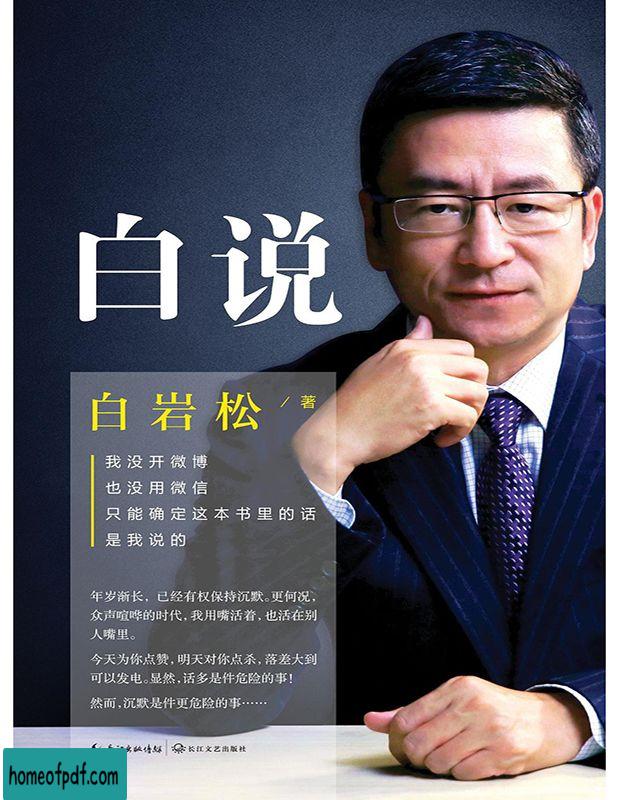 白说
白岩松 / 著
我没开微博
也没用微信
只能确定这本书里的话
是我说的
年岁渐长，已经有权保持沉默。更何况，
众声喧哗的时代，我用嘴活着，也活在别
人嘴里。
今天为你点赞，明天对你点杀，落差大到
可以发电。显然，话多是件危险的事！
然而，沉默是件更危险的事……
长江出版传媒 长江文艺出版社
homeofpdf.com